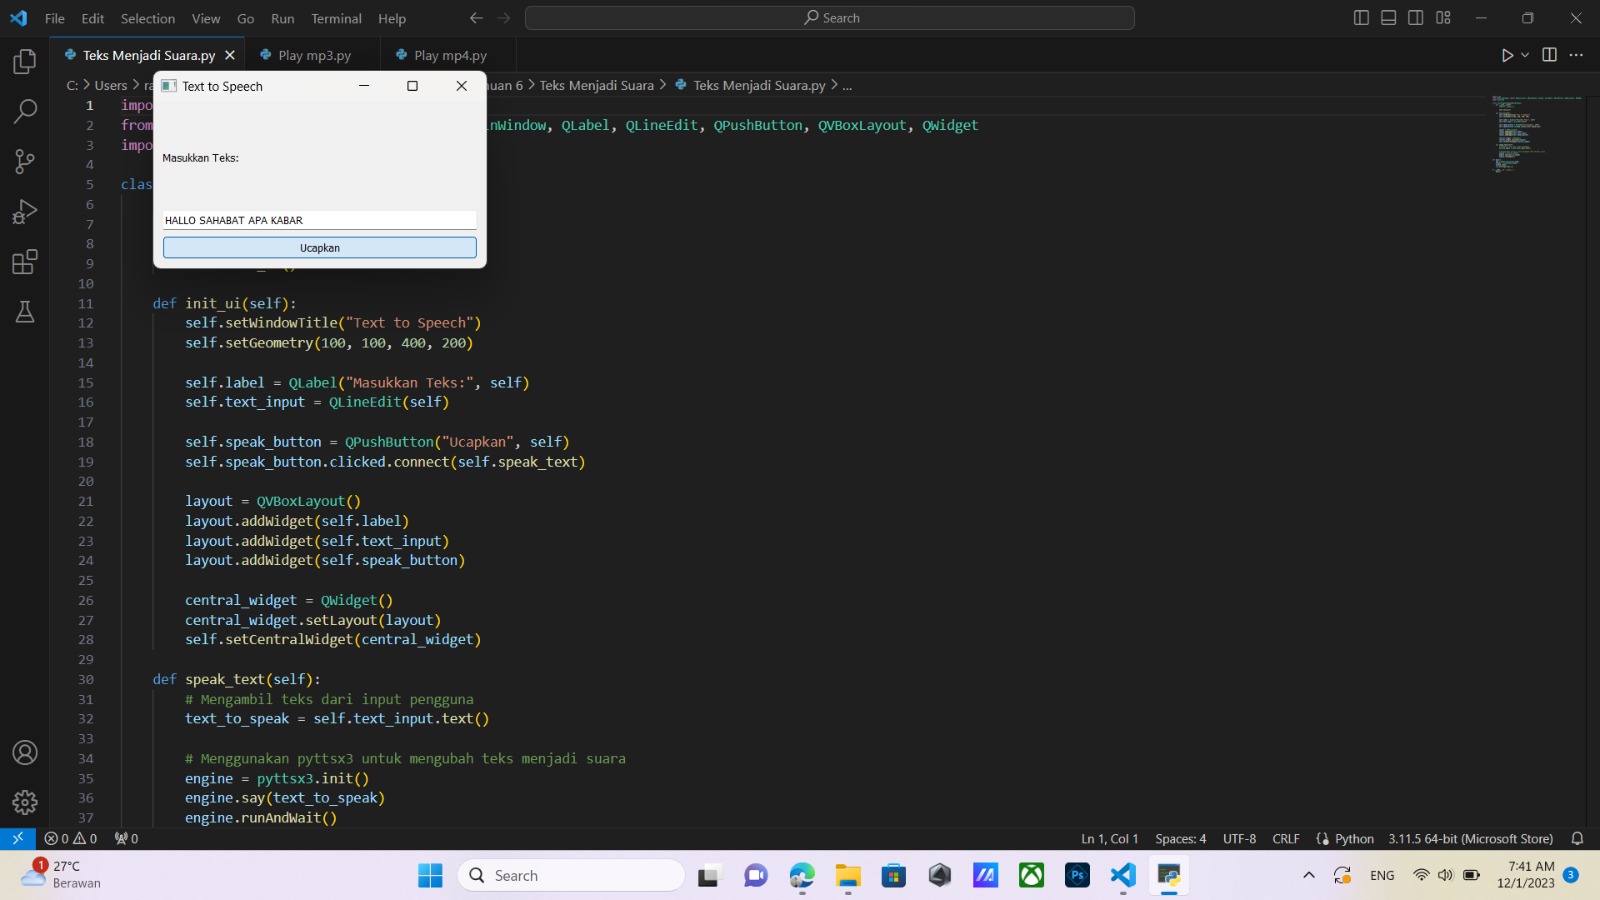 File Edit Selection View Go Run Terminal Help
Search
Teks Menjadi Suara.py
Play mp3.py
Play mp4.py
C: > Users > ra
uan 6 > Teks Menjadi Suara > Teks Menjadi Suara.py > ...
Text to Speech
Masukkan Teks:
HALLO SAHABAT APA KABAR
Ucapkan
1 impo
2 from nWindow, QLabel, QLineEdit, QPushButton, QVBoxLayout, QWidget
3 impo
4
5 clas
6
7
8
9
10
11 def init_ui(self):
12 self.setWindowTitle("Text to Speech")
13 self.setGeometry(100, 100, 400, 200)
14
15 self.label = QLabel("Masukkan Teks:", self)
16 self.text_input = QLineEdit(self)
17
18 self.speak_button = QPushButton("Ucapkan", self)
19 self.speak_button.clicked.connect(self.speak_text)
20
21 layout = QVBoxLayout()
22 layout.addWidget(self.label)
23 layout.addWidget(self.text_input)
24 layout.addWidget(self.speak_button)
25
26 central_widget = QWidget()
27 central_widget.setLayout(layout)
28 self.setCentralWidget(central_widget)
29
30 def speak_text(self):
31 # Mengambil teks dari input pengguna
32 text_to_speak = self.text_input.text()
33
34 # Menggunakan pyttsx3 untuk mengubah teks menjadi suara
35 engine = pyttsx3.init()
36 engine.say(text_to_speak)
37 engine.runAndWait()
0 0 0
Ln 1, Col 1 Spaces: 4 UTF-8 CRLF Python 3.11.5 64-bit (Microsoft Store)
1
27°C
Berawan
Search
Ps
ENG
7:41 AM
12/1/2023
3